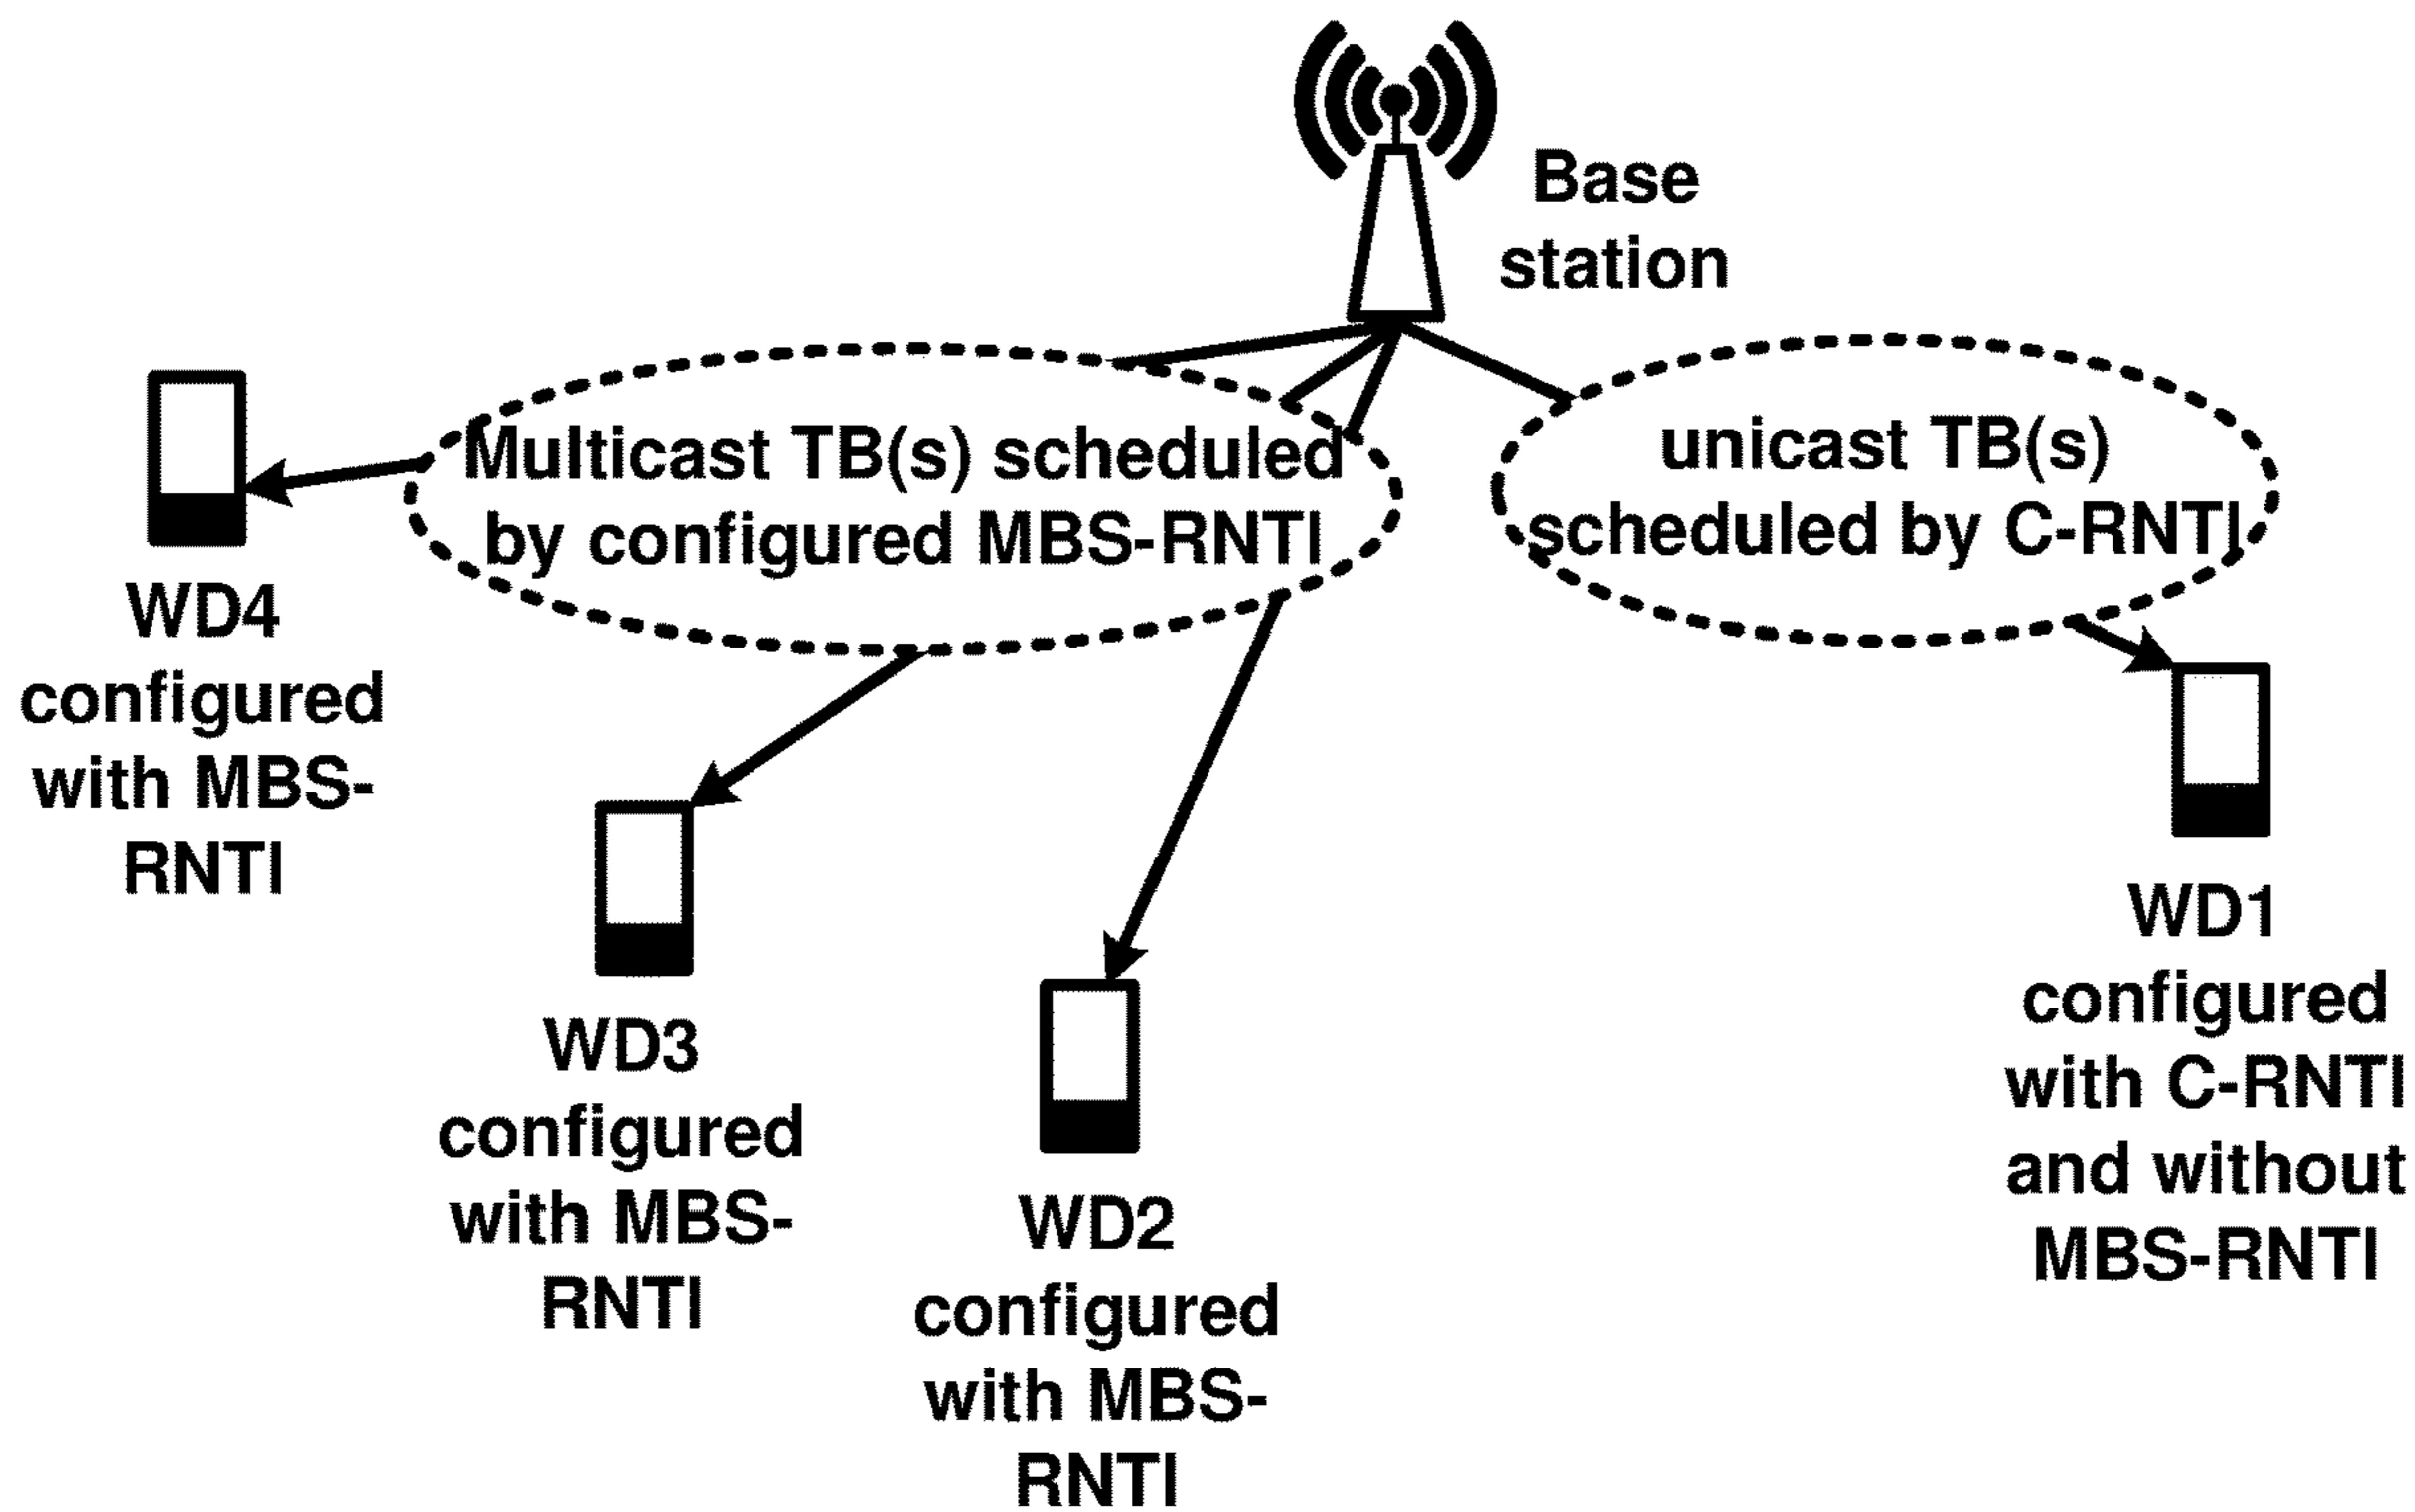 Base
station
Multicast TB(s) scheduled
by configured MBS-RNTI
unicast TB(s)
scheduled by C-RNTI
WD4
configured
with MBS-
RNTI
WD3
configured
with MBS-
RNTI
WD2
configured
with MBS-
RNTI
WD1
configured
with C-RNTI
and without
MBS-RNTI